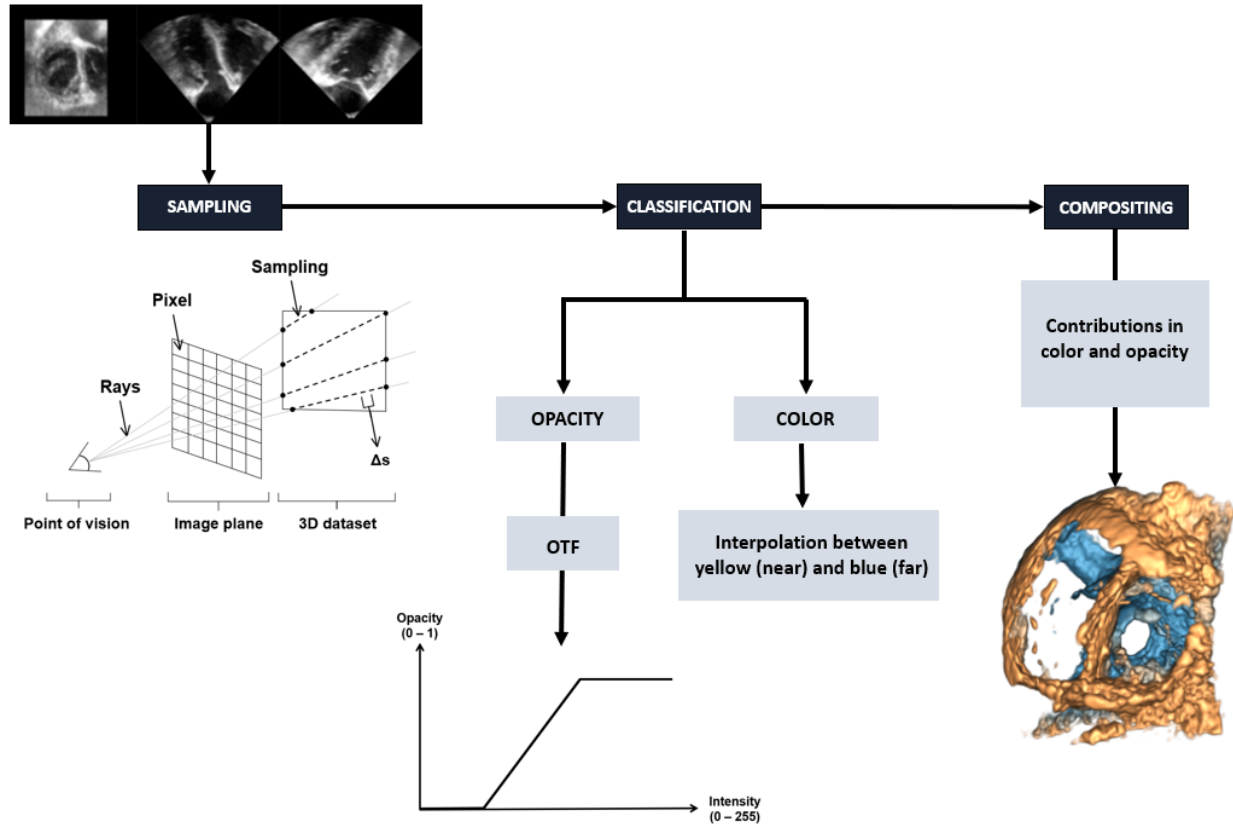 SAMPLING
CLASSIFICATION
COMPOSITING
Sampling
Pixel
Rays
Δs
Point of vision
Image plane
3D dataset
OPACITY
COLOR
OTF
Interpolation between
yellow (near) and blue (far)
Opacity
(0 – 1)
Intensity
(0 – 255)
Contributions in
color and opacity